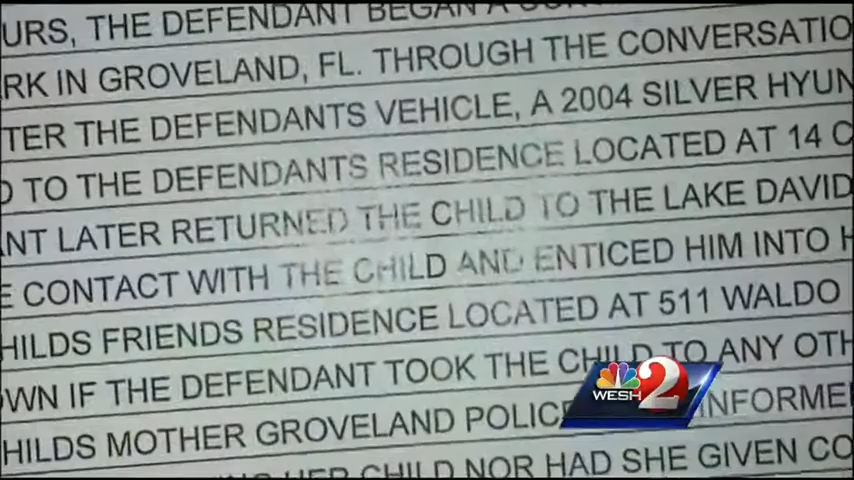 URS, THE DEFENDANT BEGAN A
RK IN GROVELAND, FL. THROUGH THE CONVERSATIO
TER THE DEFENDANTS VEHICLE, A 2004 SILVER HYUN
D TO THE DEFENDANTS RESIDENCE LOCATED AT 14 C
ANT LATER RETURNED THE CHILD TO THE LAKE DAVID
E CONTACT WITH THE CHILD AND ENTICED HIM INTO H
HILDS FRIENDS RESIDENCE LOCATED AT 511 WALDO
OWN IF THE DEFENDANT TOOK THE CHILD TO ANY OTH
HILDS MOTHER GROVELAND POLICE INFORME
HER CHILD NOR HAD SHE GIVEN CO
WESH 2